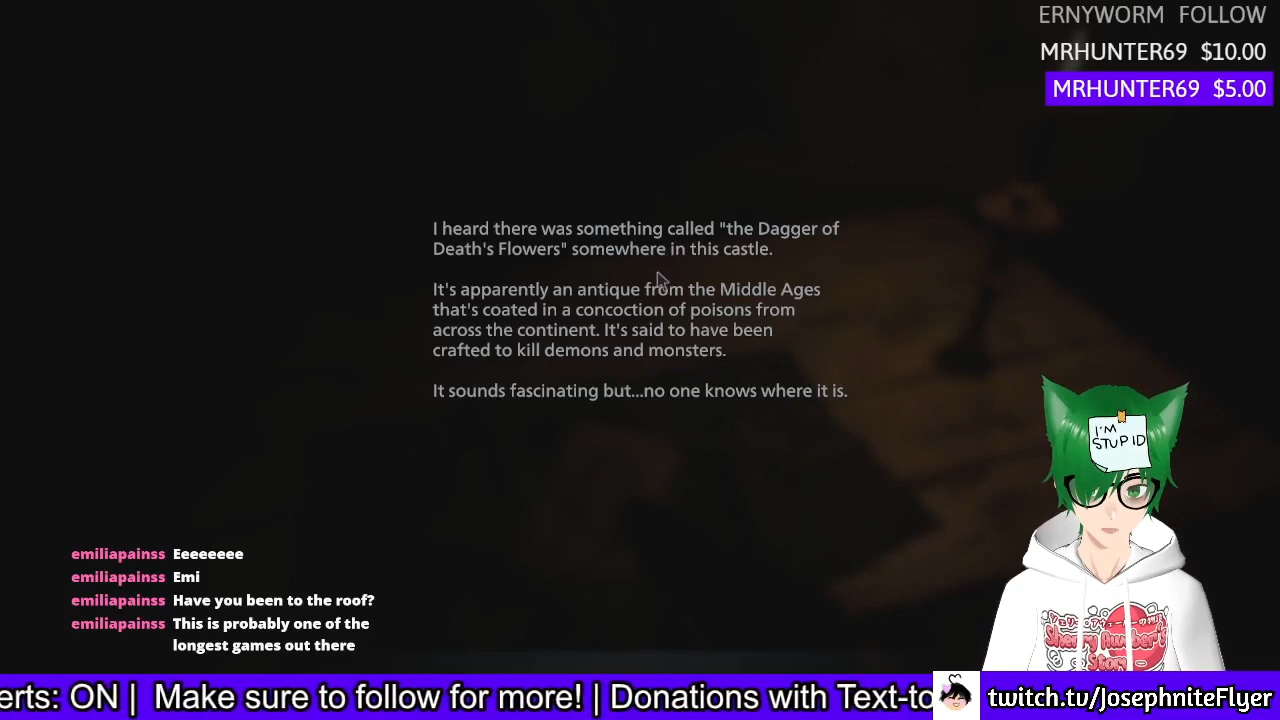 ERNYWORM FOLLOW
MRHUNTER69 $10.00
MRHUNTER69 $5.00
I heard there was something called "the Dagger of
Death's Flowers" somewhere in this castle.
It's apparently an antique from the Middle Ages
that's coated in a concoction of poisons from
across the continent. It's said to have been
crafted to kill demons and monsters.
It sounds fascinating but...no one knows where it is.
I'M
STUPID
emiliapainss Eeeeeeee
emiliapainss Emi
emiliapainss Have you been to the roof?
emiliapainss This is probably one of the
longest games out there
Sherry Awber's
Story
erts: ON | Make sure to follow for more! | Donations with Text-to
twitch.tv/JosephniteFlyer